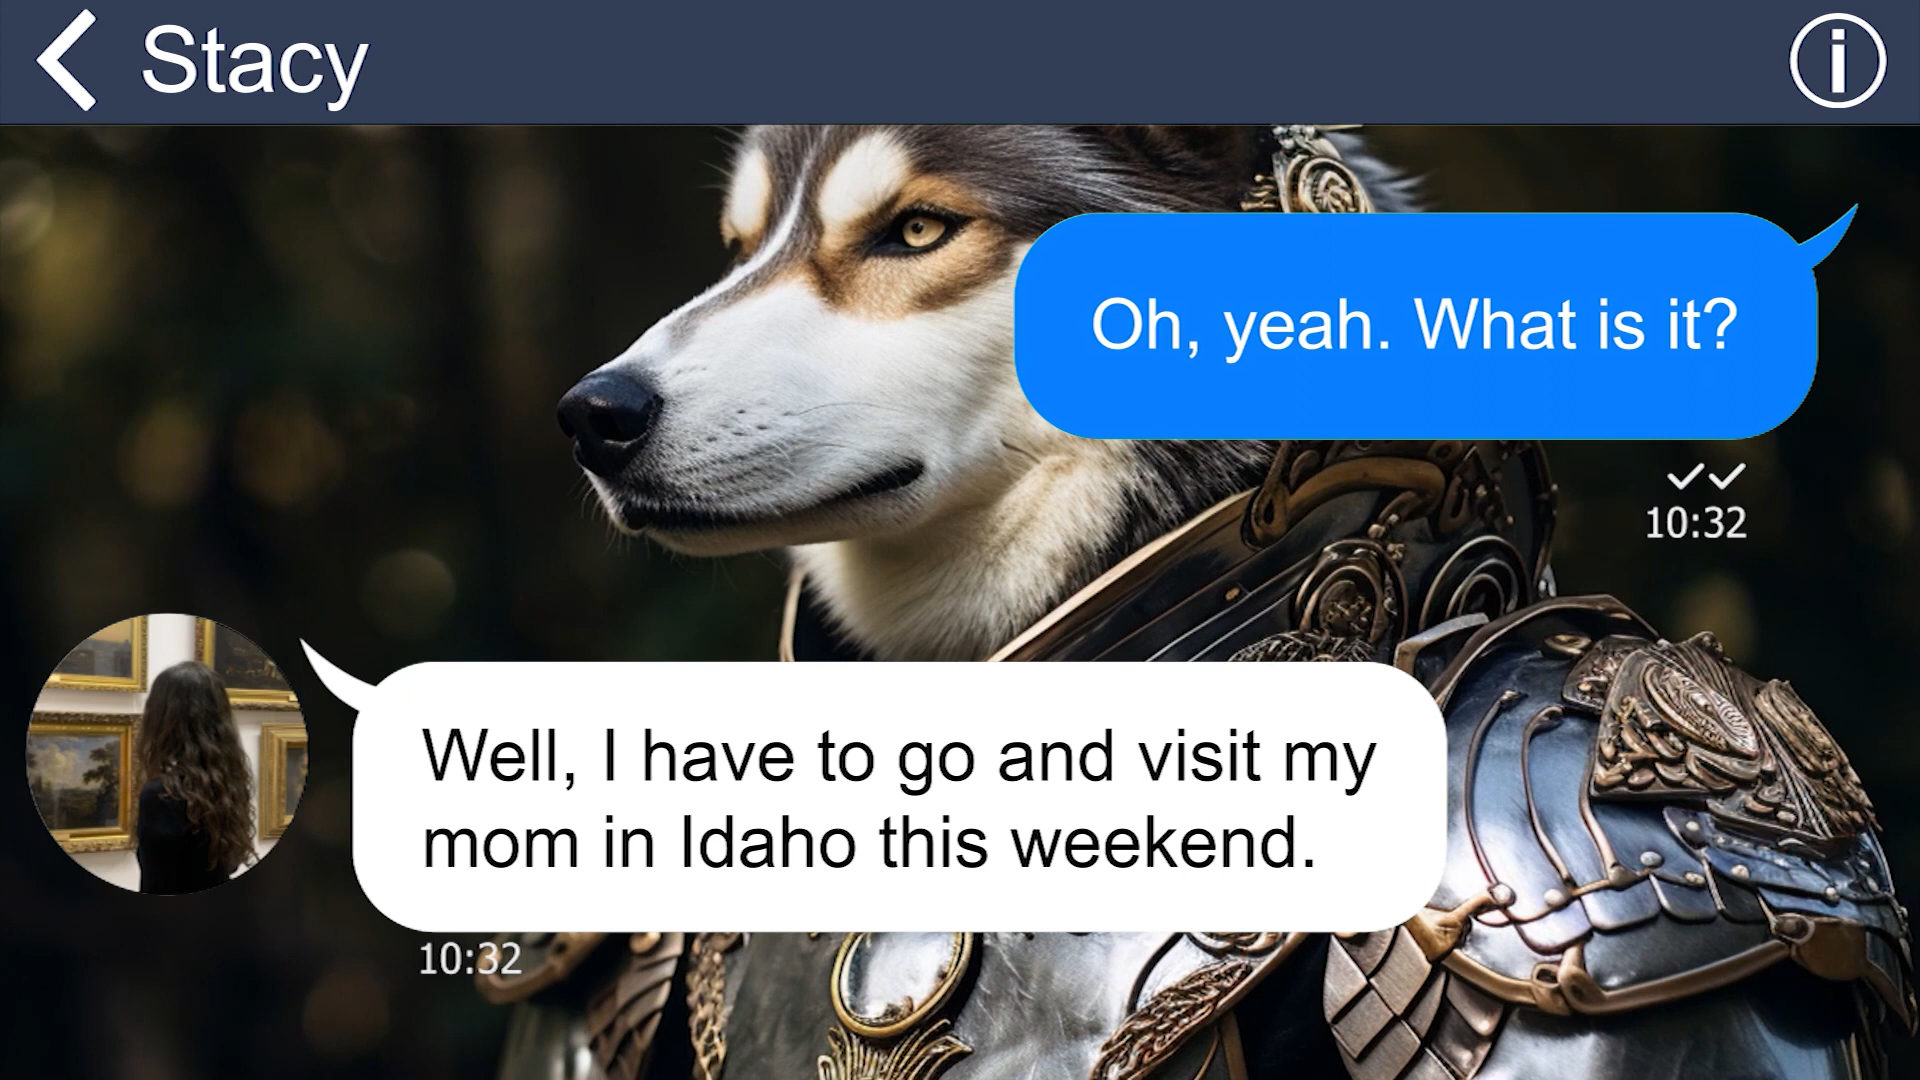 Stacy
Oh, yeah. What is it?
10:32
Well, I have to go and visit my
mom in Idaho this weekend.
10:32